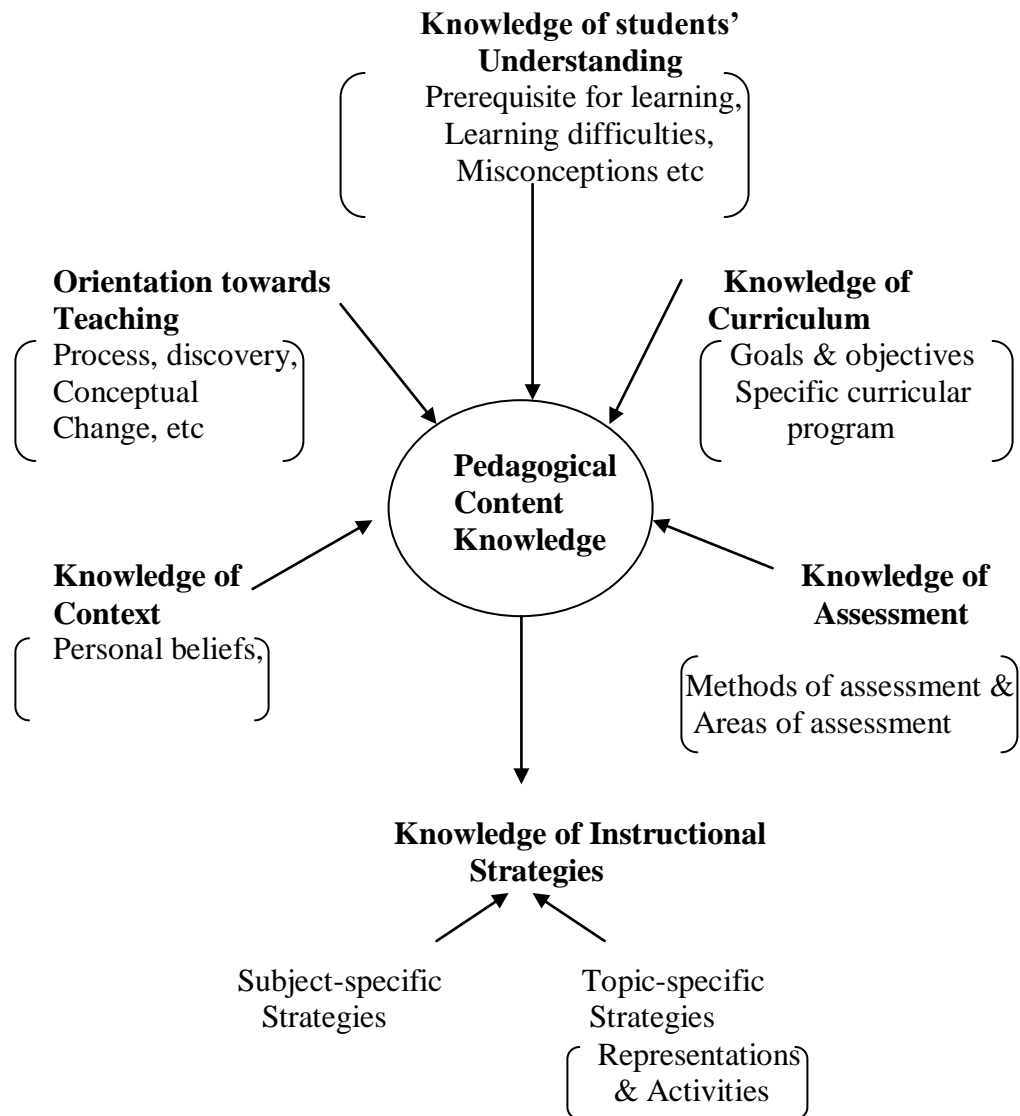 Knowledge of students’
Understanding
Prerequisite for learning,
Learning difficulties,
Misconceptions etc
Orientation towards
Teaching
Process, discovery,
Conceptual
Change, etc
Knowledge of
Curriculum
Goals & objectives
Specific curricular
program
Pedagogical
Content
Knowledge
Knowledge of
Context
Personal beliefs,
Knowledge of
Assessment
Methods of assessment &
Areas of assessment
Knowledge of Instructional
Strategies
Subject-specific
Strategies
Topic-specific
Strategies
Representations
& Activities